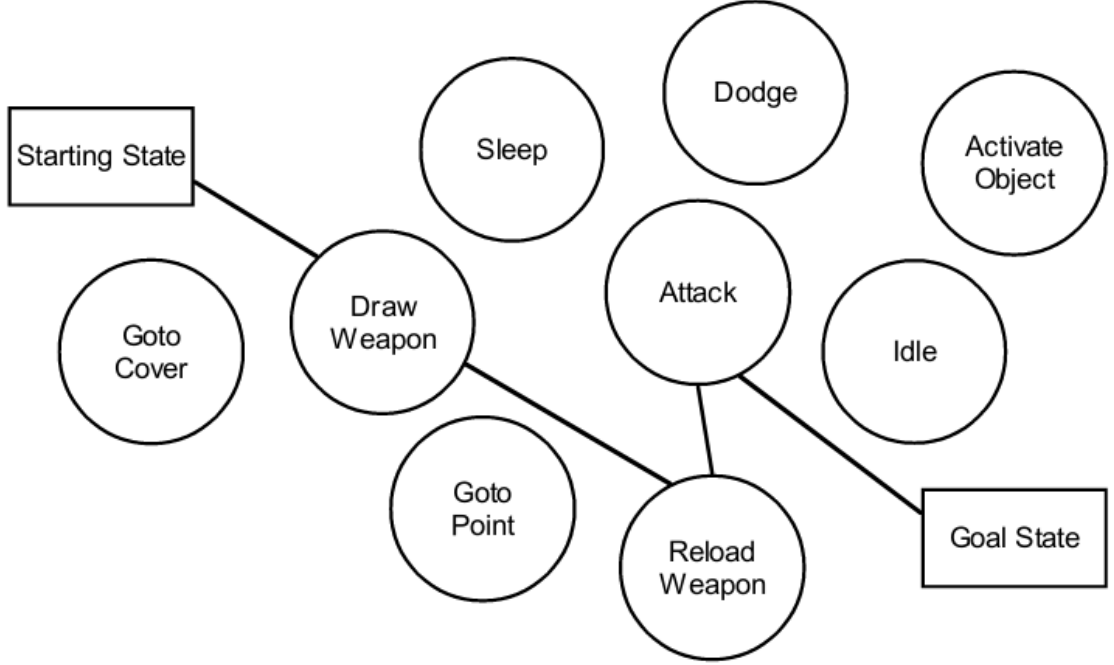 Dodge
Sleep
Activate
Object
Starting State
Attack
Draw
Weapon
Goto
Cover
Idle
Goto
Point
Goal State
Reload
Weapon